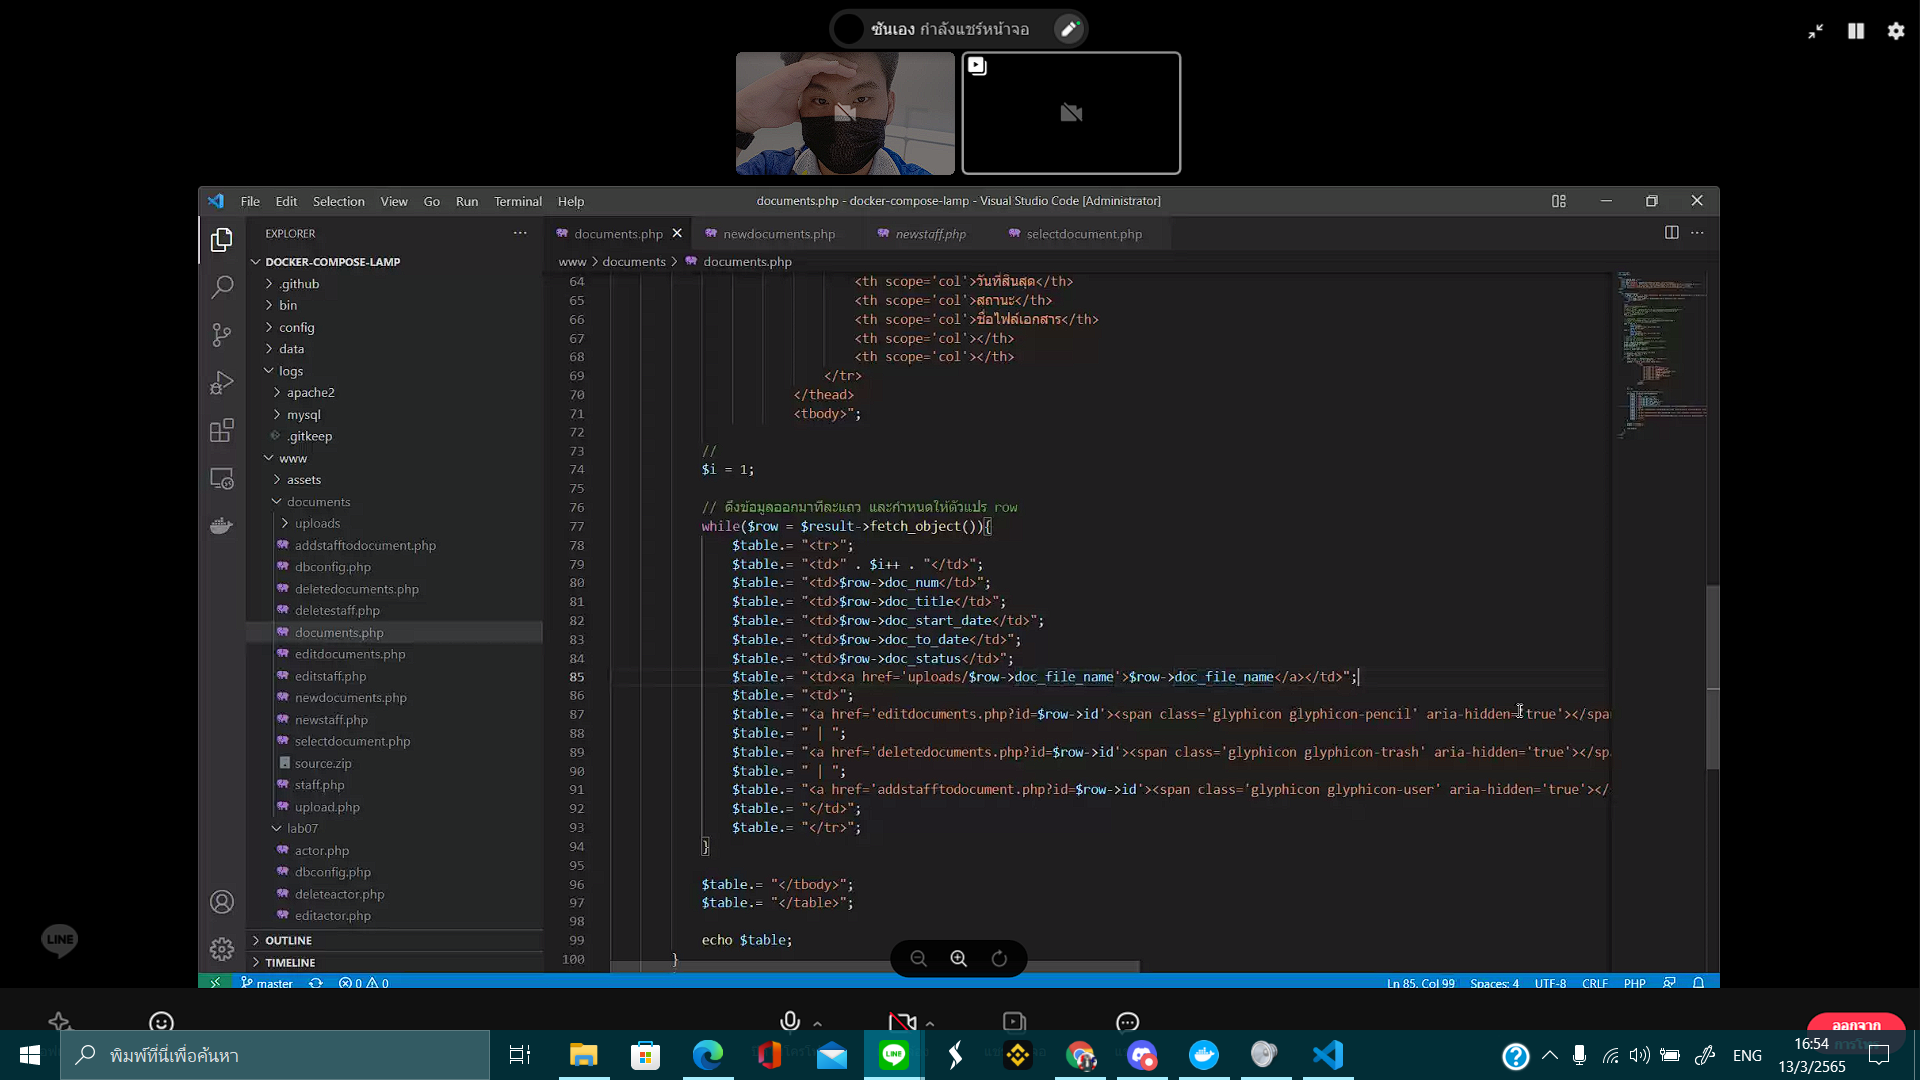 ซันเอง กำลังแชร์หน้าจอ
File Edit Selection View Go Run Terminal Help
documents.php - docker-compose-lamp - Visual Studio Code [Administrator]
EXPLORER
documents.php
newdocuments.php
newstaff.php
selectdocument.php
www > documents > documents.php
DOCKER-COMPOSE-LAMP
.github
bin
config
data
logs
apache2
mysql
.gitkeep
www
assets
documents
uploads
addstafftodocument.php
dbconfig.php
deletedocuments.php
deletestaff.php
documents.php
editdocuments.php
editstaff.php
newdocuments.php
newstaff.php
selectdocument.php
source.zip
staff.php
upload.php
lab07
actor.php
dbconfig.php
deleteactor.php
editactor.php
OUTLINE
TIMELINE
64 <th scope='col'>วันที่สิ้นสุด</th>
65 <th scope='col'>สถานะ</th>
66 <th scope='col'>ชื่อไฟล์เอกสาร</th>
67 <th scope='col'></th>
68 <th scope='col'></th>
69 </tr>
70 </thead>
71 <tbody>";
72
73 //
74 $i = 1;
75
76 // ดึงข้อมูลออกมาทีละแถว และกำหนดให้ตัวแปร row
77 while($row = $result->fetch_object()){
78 $table.= "<tr>";
79 $table.= "<td>" . $i++ . "</td>";
80 $table.= "<td>$row->doc_num</td>";
81 $table.= "<td>$row->doc_title</td>";
82 $table.= "<td>$row->doc_start_date</td>";
83 $table.= "<td>$row->doc_to_date</td>";
84 $table.= "<td>$row->doc_status</td>";
85 $table.= "<td><a href='uploads/$row->doc_file_name'>$row->doc_file_name</a></td>";
86 $table.= "<td>";
87 $table.= "<a href='editdocuments.php?id=$row->id'><span class='glyphicon glyphicon-pencil' aria-hidden='true'></spa
88 $table.= " | ";
89 $table.= "<a href='deletedocuments.php?id=$row->id'><span class='glyphicon glyphicon-trash' aria-hidden='true'></sp
90 $table.= " | ";
91 $table.= "<a href='addstafftodocument.php?id=$row->id'><span class='glyphicon glyphicon-user' aria-hidden='true'></
92 $table.= "</td>";
93 $table.= "</tr>";
94 }
95
96 $table.= "</tbody>";
97 $table.= "</table>";
98
99 echo $table;
100 }
LINE
master 0 0
Ln 85, Col 99 Spaces: 4 UTF-8 CRLF PHP
ออกจาก
พิมพ์ที่นี่เพื่อค้นหา
LINE
ENG
16:54
13/3/2565